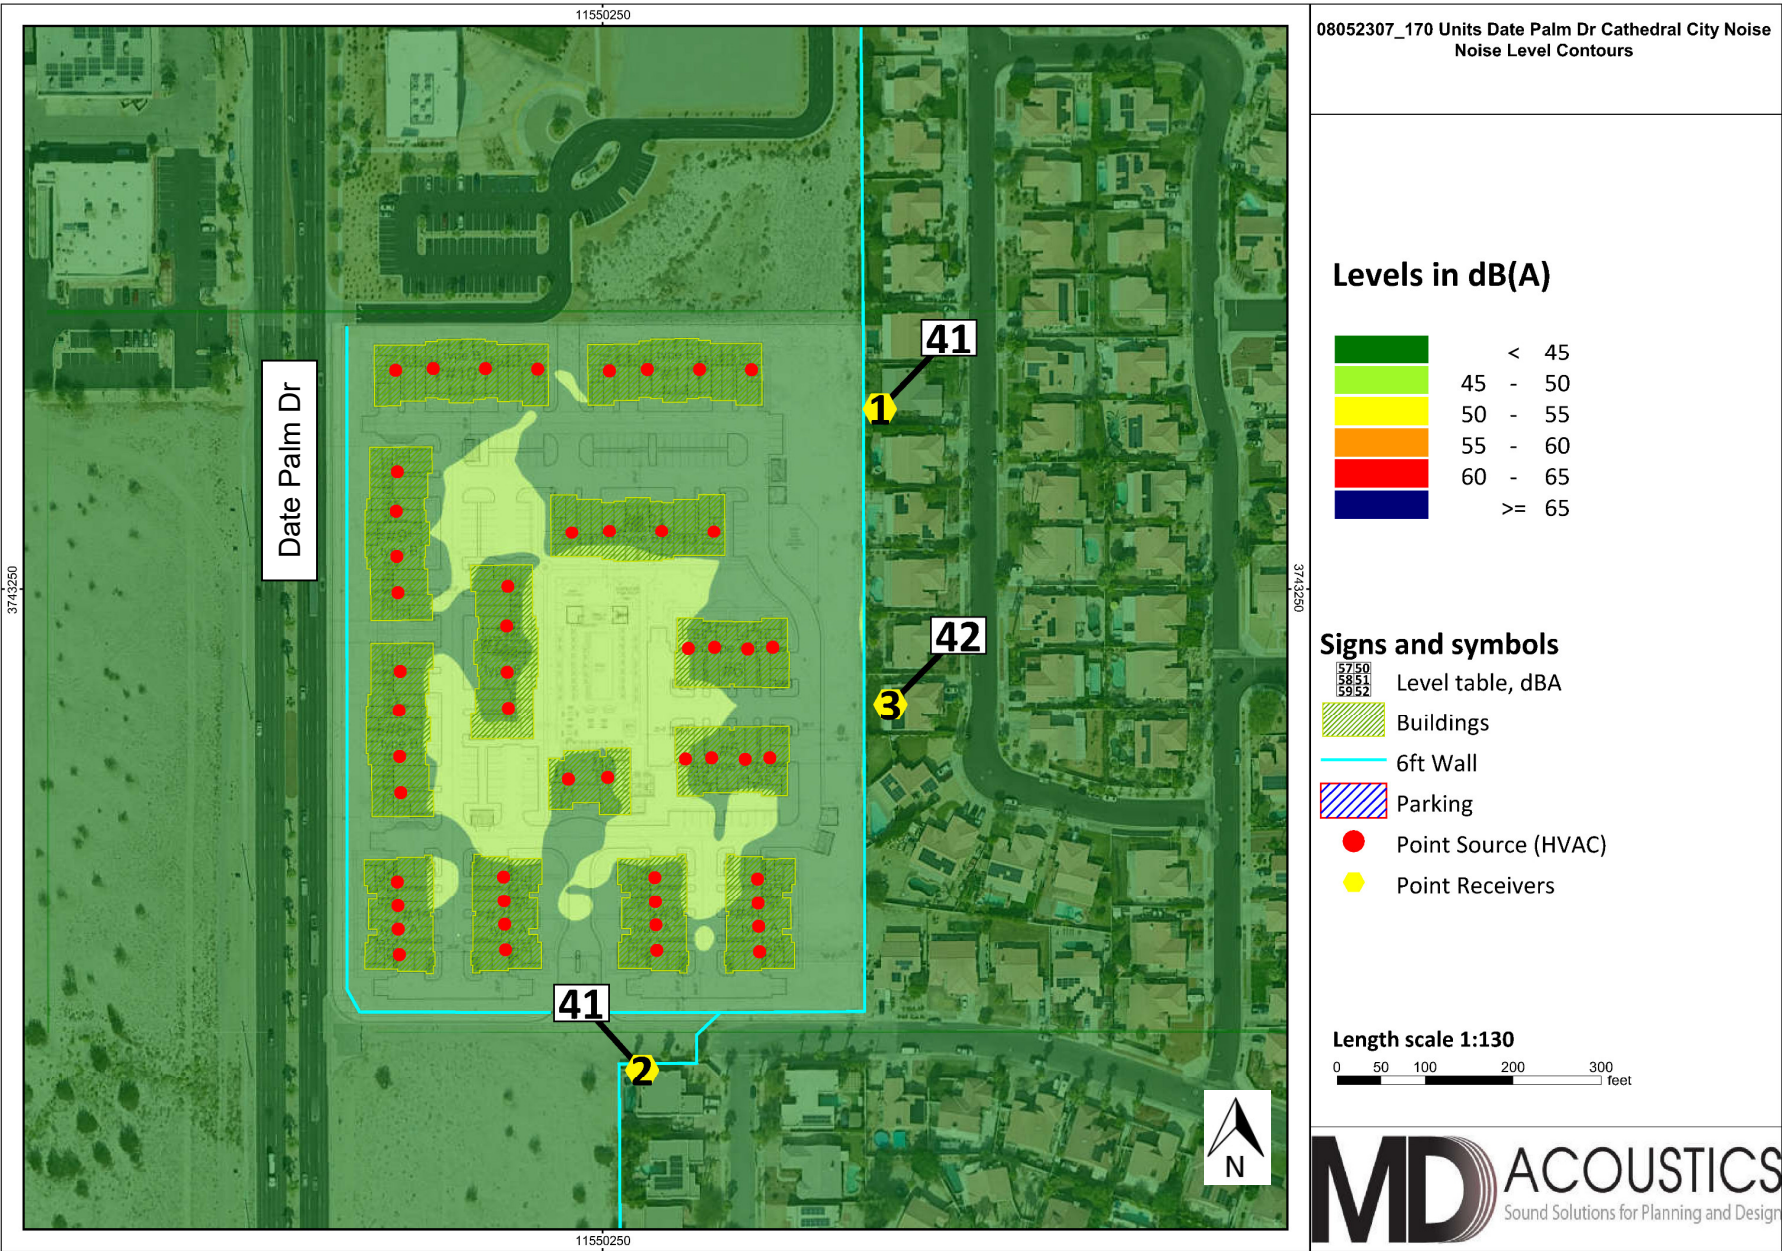 11550250
08052307_170 Units Date Palm Dr Cathedral City Noise
Noise Level Contours
Levels in dB(A)
< 45
45 - 50
50 - 55
55 - 60
60 - 65
>= 65
Date Palm Dr
41
1
3743250
3743250
42
3
41
2
Signs and symbols
57 50
58 51
59 52
Level table, dBA
Buildings
6ft Wall
Parking
Point Source (HVAC)
Point Receivers
Length scale 1:130
0 50 100 200 300
feet
N
MD ACOUSTICS
Sound Solutions for Planning and Design
11550250